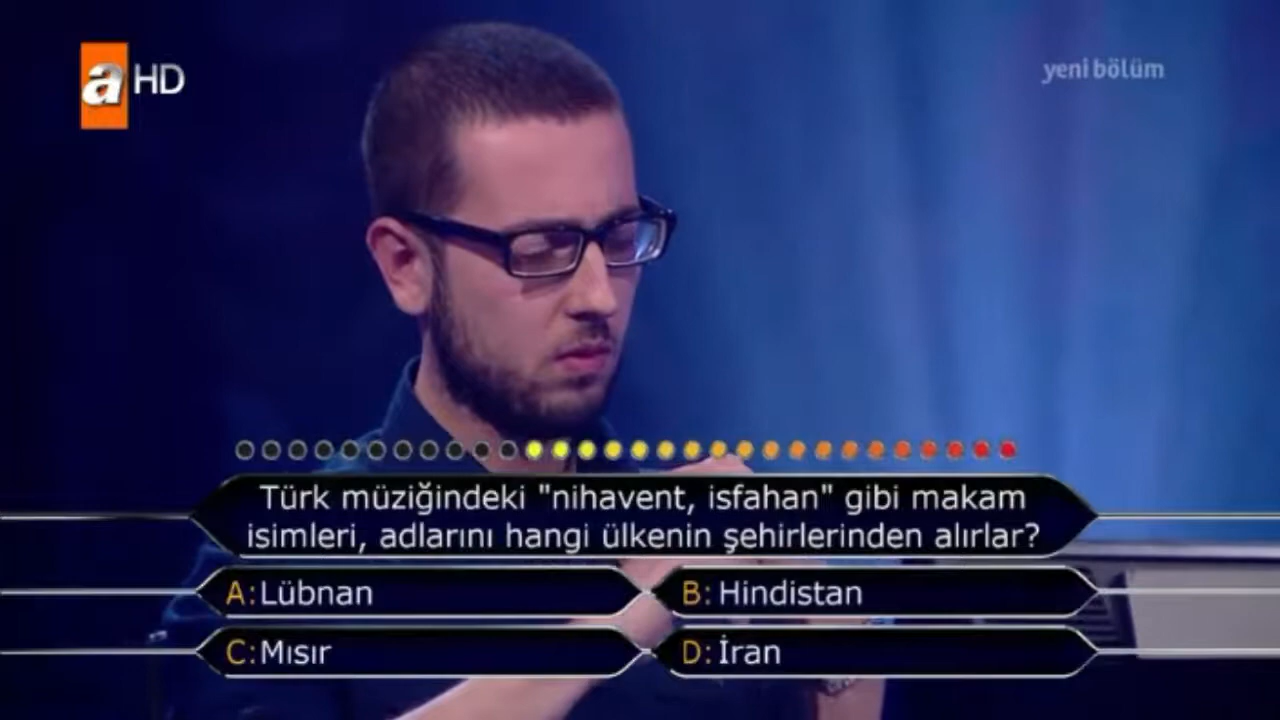 a HD
yeni bölüm
Türk müziğindeki "nihavent, isfahan" gibi makam
isimleri, adlarını hangi ülkenin şehirlerinden alırlar?
A: Lübnan
B: Hindistan
C: Mısır
D: İran